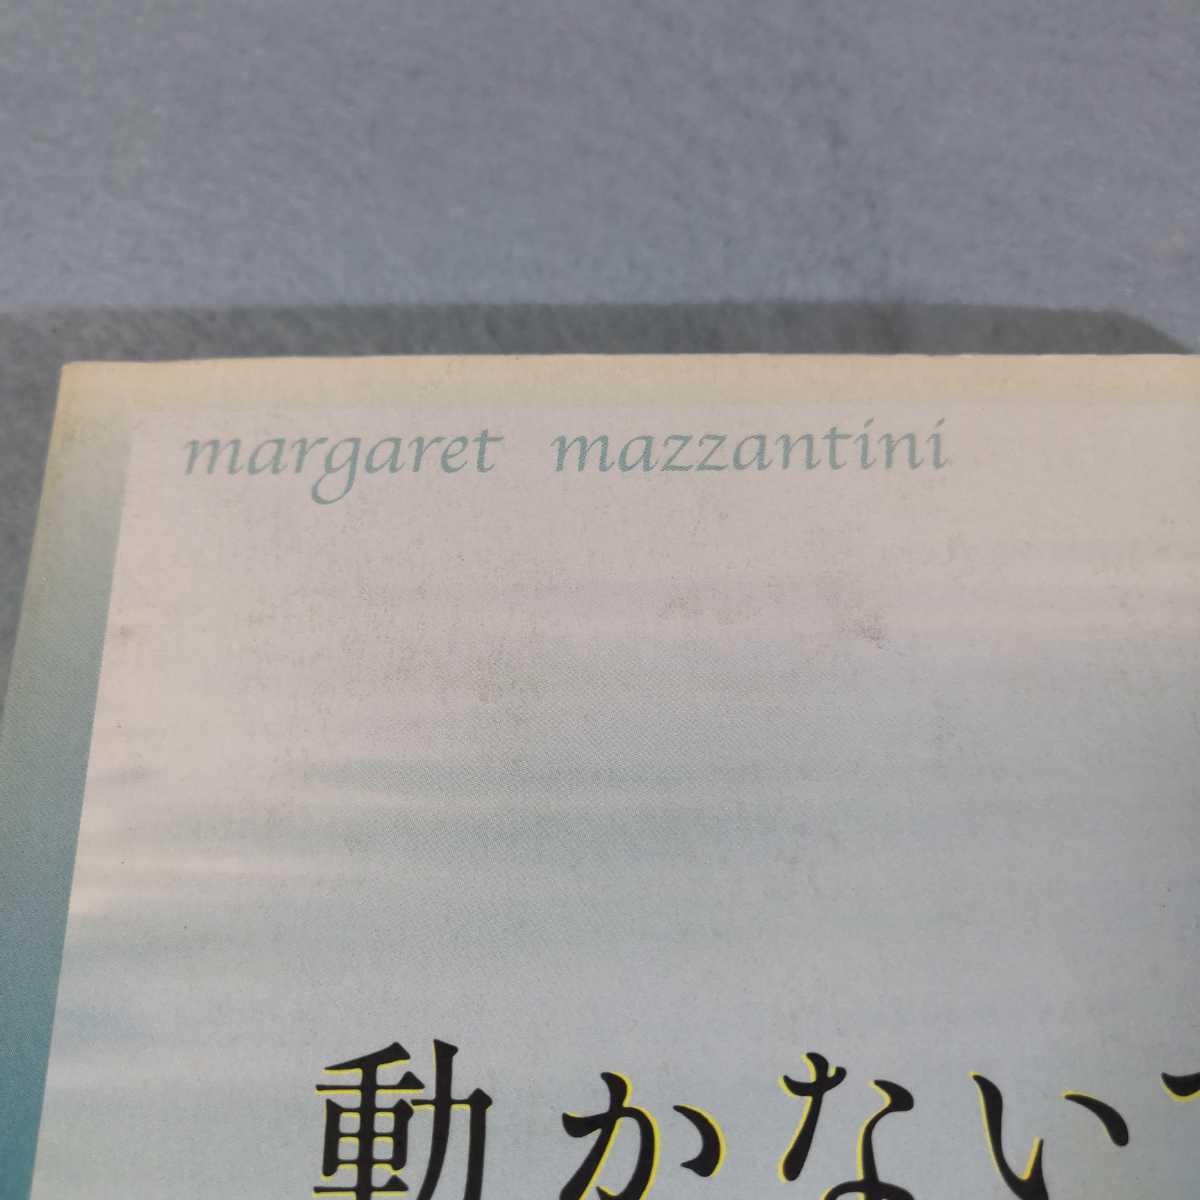 margaret mazzantini
動かない